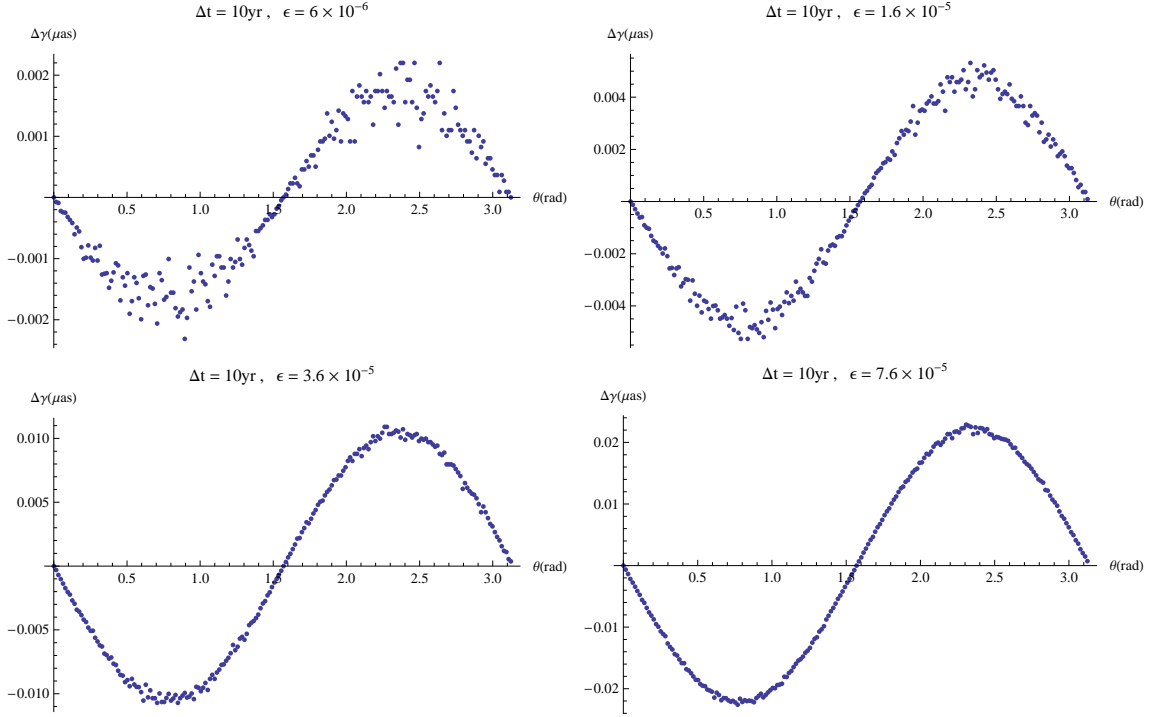 Δt = 10yr , ϵ = 6 × 10⁻⁶
Δγ(μas)
0.002
0.001
−0.001
−0.002
0.5 1.0 1.5 2.0 2.5 3.0
θ(rad)
Δt = 10yr , ϵ = 1.6 × 10⁻⁵
Δγ(μas)
0.004
0.002
−0.002
−0.004
0.5 1.0 1.5 2.0 2.5 3.0
θ(rad)
Δt = 10yr , ϵ = 3.6 × 10⁻⁵
Δγ(μas)
0.010
0.005
−0.005
−0.010
0.5 1.0 1.5 2.0 2.5 3.0
θ(rad)
Δt = 10yr , ϵ = 7.6 × 10⁻⁵
Δγ(μas)
0.02
0.01
−0.01
−0.02
0.5 1.0 1.5 2.0 2.5 3.0
θ(rad)